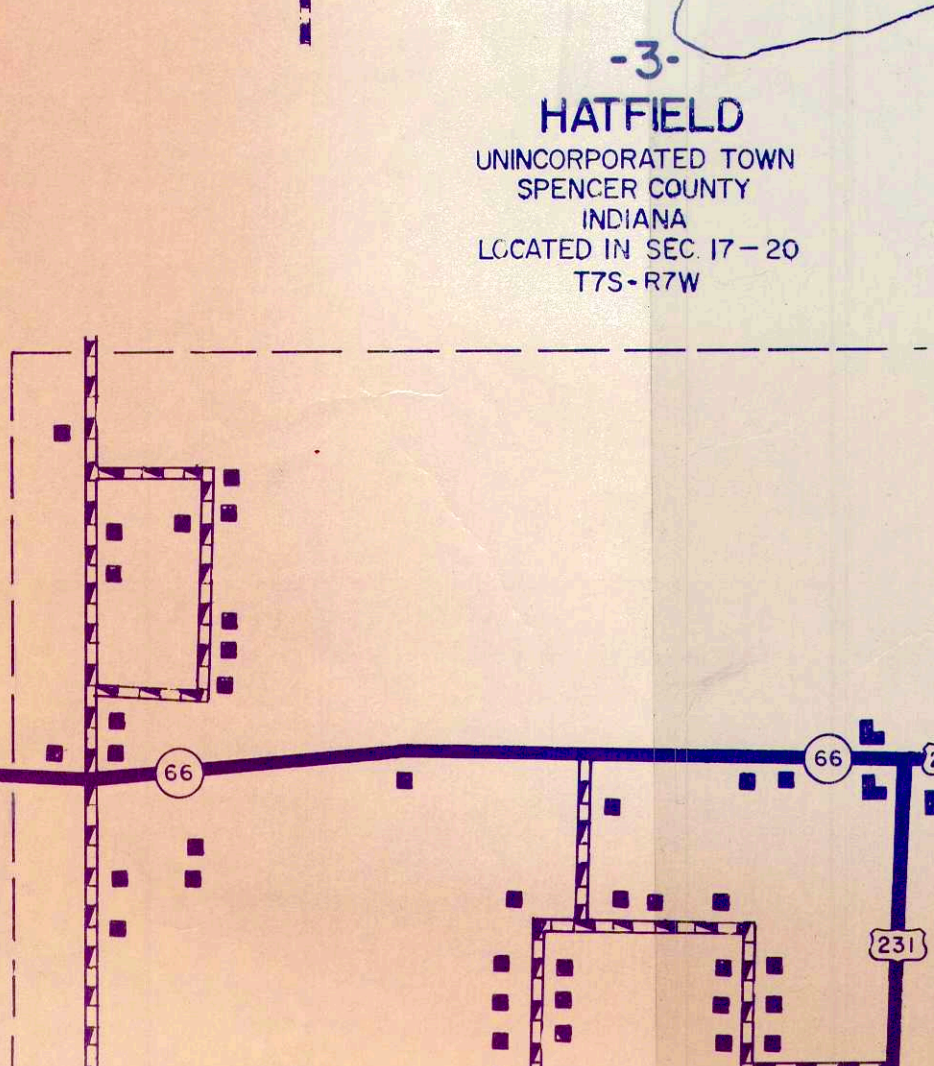 -3-
HATFIELD
UNINCORPORATED TOWN
SPENCER COUNTY
INDIANA
LOCATED IN SEC. 17-20
T7S-R7W
66
66
231